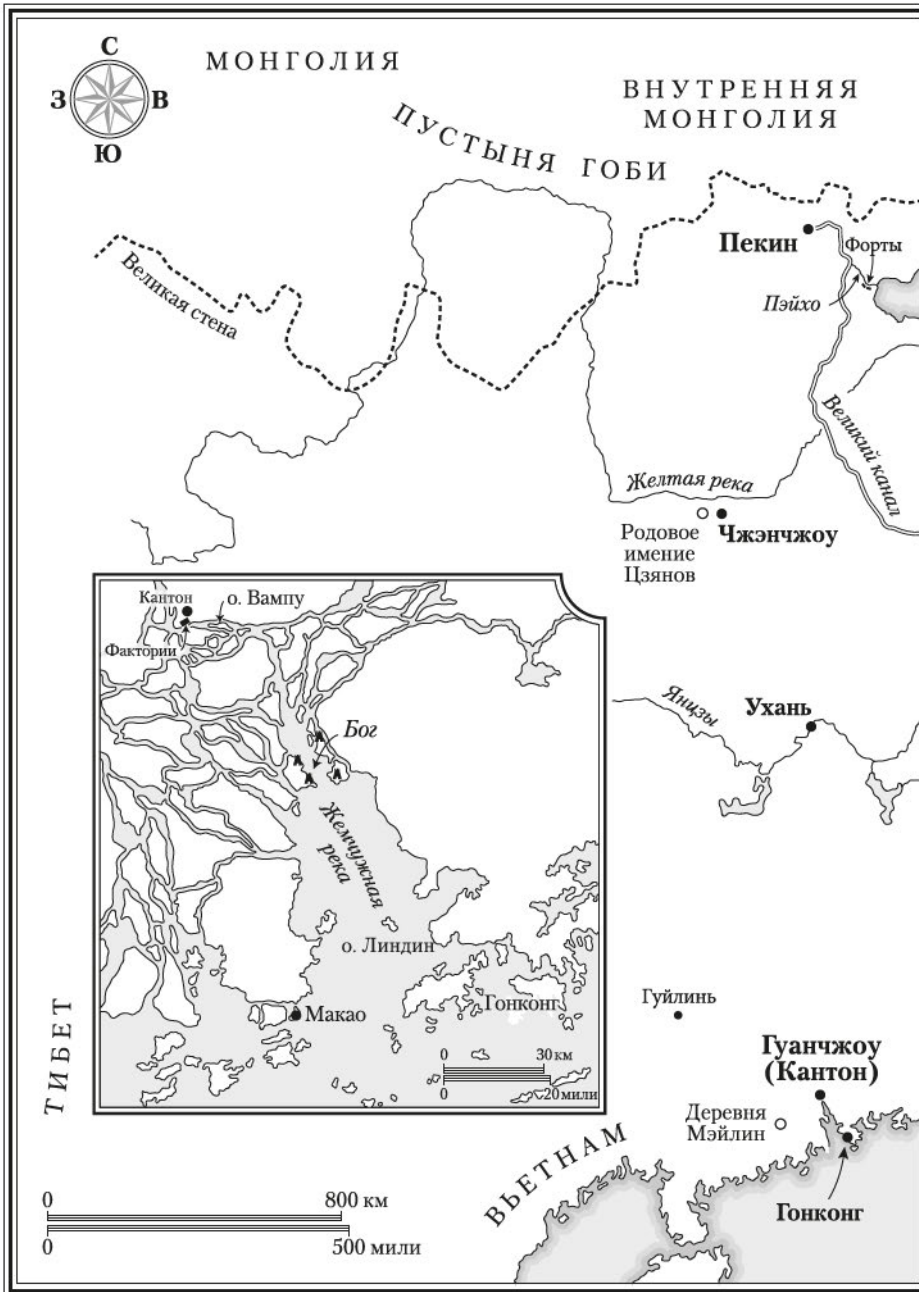 С
З
В
Ю
МОНГОЛИЯ
ВНУТРЕННЯЯ
МОНГОЛИЯ
ПУСТЫНЯ ГОБИ
Великая стена
Пекин
Форты
Пэйхо
Великий канал
Желтая река
Родовое
имение
Цзянов
Чжэнчжоу
Кантон
о. Вампу
Фактории
Бог
Жемчужная
река
о. Линдин
Гонконг
Макао
0
30 км
0
20 мили
Янцзы
Ухань
ТИБЕТ
Гуйлинь
Гуанчжоу
(Кантон)
Деревня
Мэйлин
ВЬЕТНАМ
Гонконг
0
800 км
0
500 мили